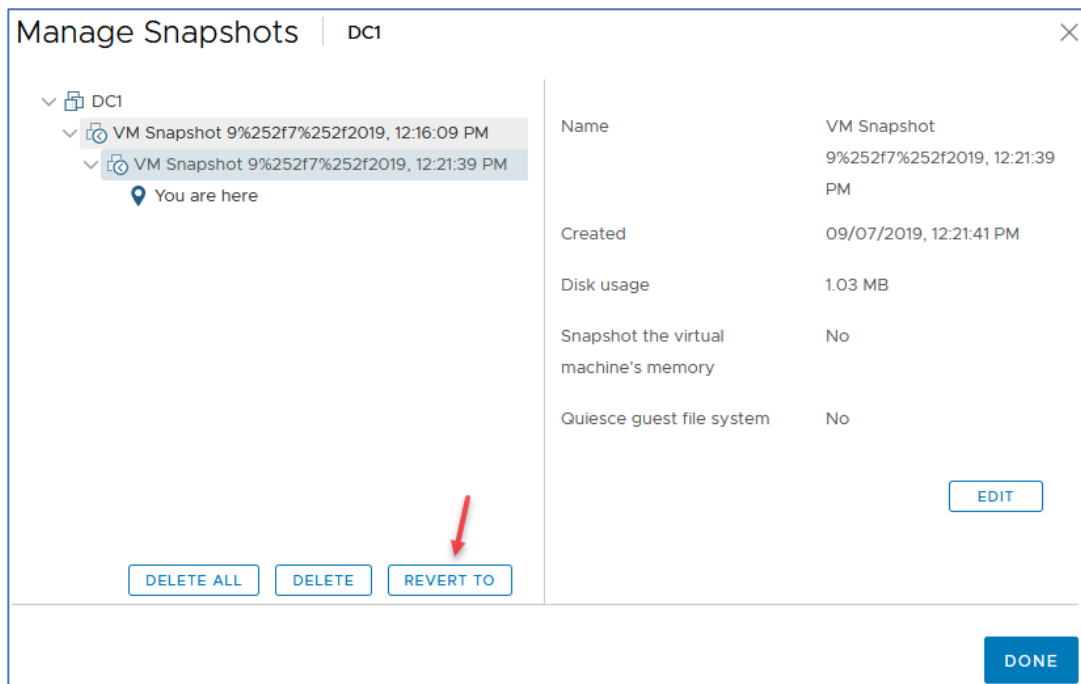 Manage Snapshots DC1
DC1
VM Snapshot 9%252f7%252f2019, 12:16:09 PM
VM Snapshot 9%252f7%252f2019, 12:21:39 PM
You are here
Name
VM Snapshot
9%252f7%252f2019, 12:21:39
PM
Created
09/07/2019, 12:21:41 PM
Disk usage
1.03 MB
Snapshot the virtual
machine's memory
No
Quiesce guest file system
No
EDIT
DELETE ALL
DELETE
REVERT TO
DONE